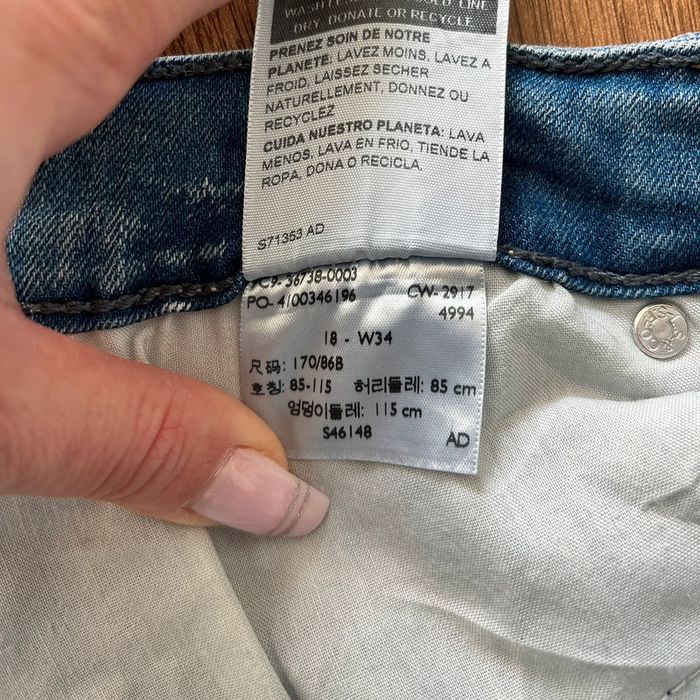 DRY, DONATE OR RECYCLE
PRENEZ SOIN DE NOTRE
PLANETE: LAVEZ MOINS, LAVEZ A
FROID, LAISSEZ SECHER
NATURELLEMENT, DONNEZ OU
RECYCLEZ
CUIDA NUESTRO PLANETA: LAVA
MENOS, LAVA EN FRIO, TIENDE LA
ROPA, DONA O RECICLA.
S71353 AD
36738-0003
PO- 4100346196 CW- 2917
4994
18 - W34
尺码: 170/86B
호칭: 85-115 허리둘레: 85 cm
엉덩이둘레: 115 cm
S46148 AD